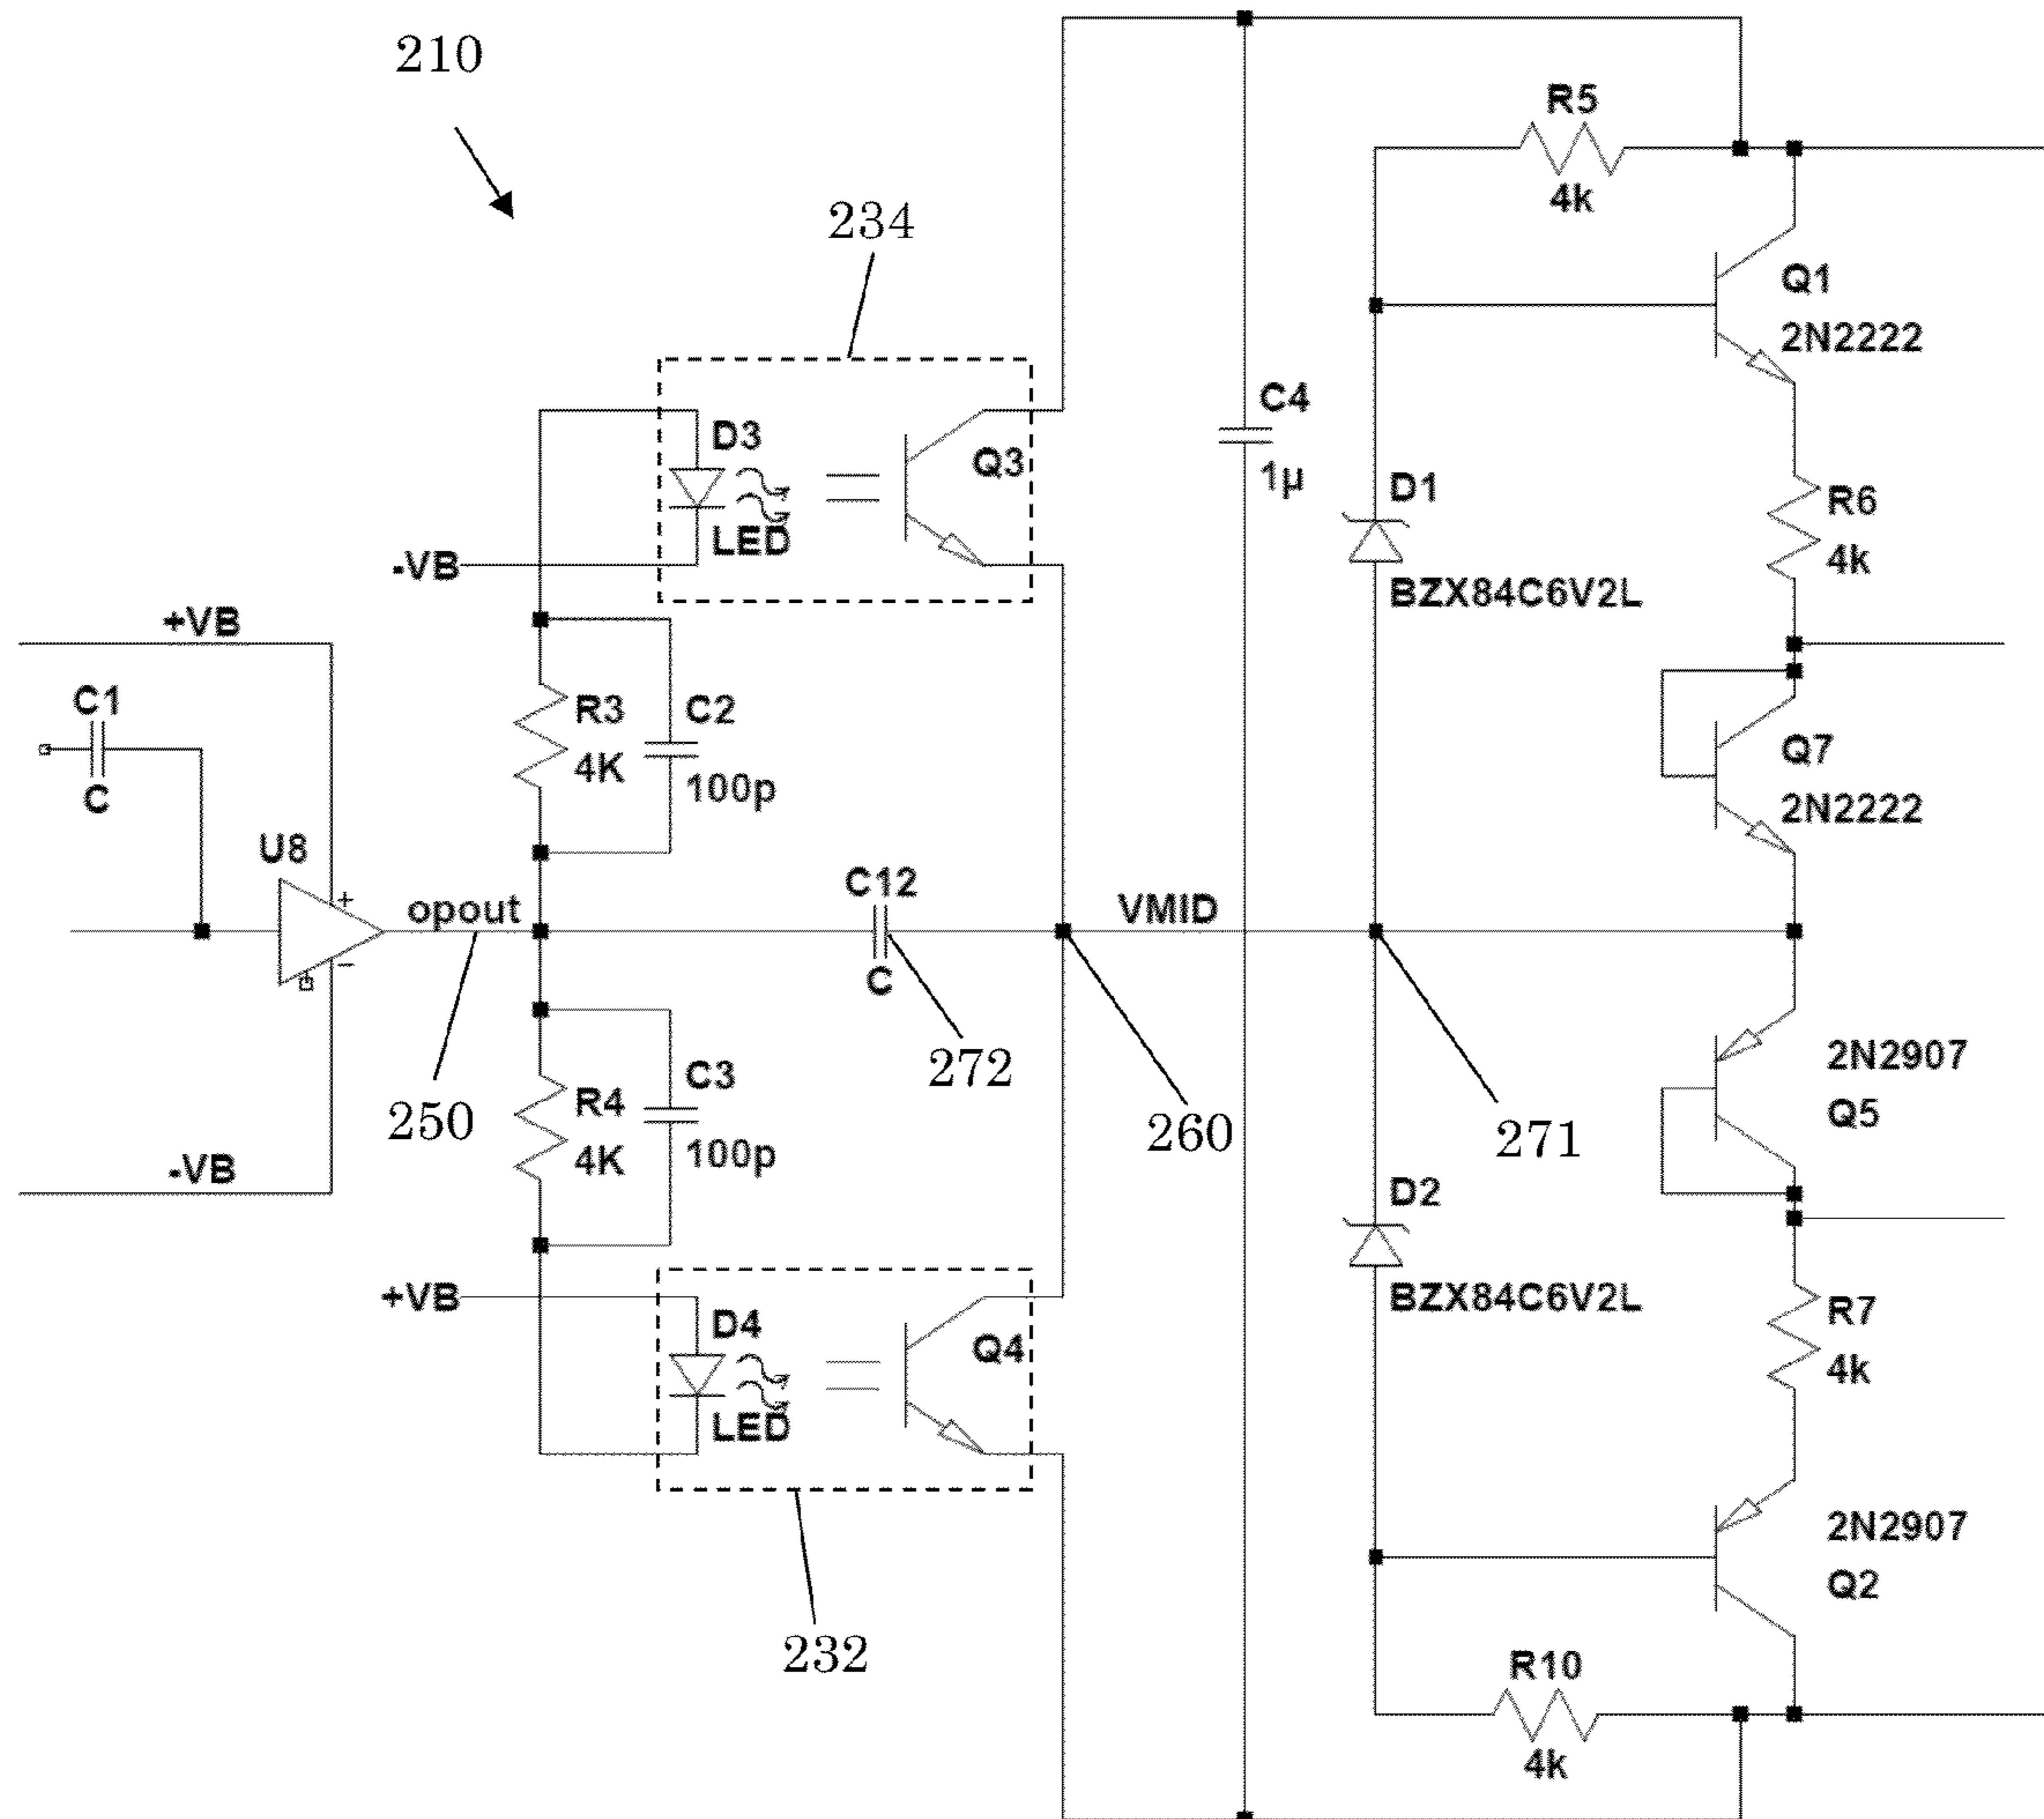 210
R5
4k
234
Q1
2N2222
C4
1µ
D3
Q3
LED
-VB
D1
BZX84C6V2L
R6
4k
+VB
C1
C
R3
4K
C2
100p
Q7
2N2222
U8
+
−
opout
C12
C
VMID
272
250
260
271
R4
4K
C3
100p
2N2907
Q5
-VB
D2
BZX84C6V2L
+VB
D4
Q4
LED
R7
4k
2N2907
Q2
232
R10
4k